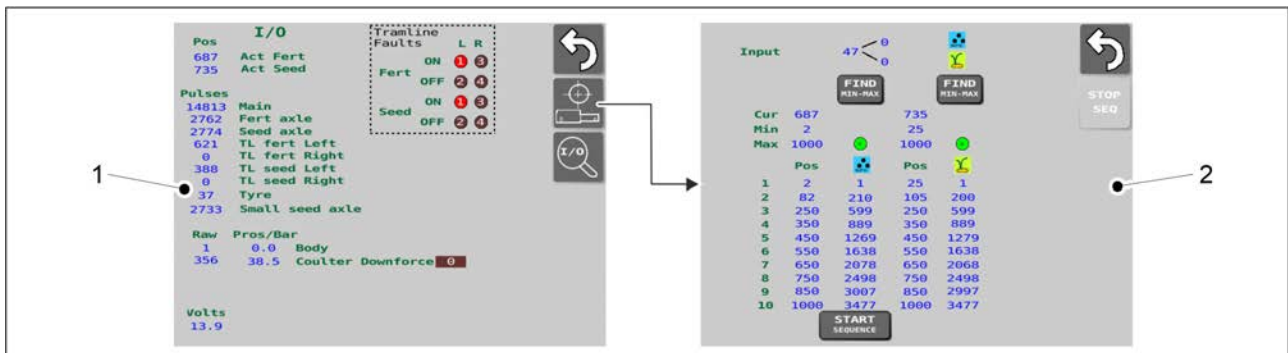 I/O
Pos
687 Act Fert
735 Act Seed
Tramline
Faults L R
Fert ON 1 3
OFF 2 4
Seed ON 1 3
OFF 2 4
Pulses
14813 Main
2762 Fert axle
2774 Seed axle
621 TL fert Left
0 TL fert Right
388 TL seed Left
0 TL seed Right
37 Tyre
2733 Small seed axle
Raw Pros/Bar
1 0.0 Body
356 38.5 Coulter Downforce 0
Volts
13.9
I/O
1
Input 47 0
0
FIND
MIN-MAX
FIND
MIN-MAX
STOP
SEQ
Cur 687 735
Min 2 25
Max 1000 1000
Pos Pos
1 2 1 25 1
2 82 210 105 200
3 250 599 250 599
4 350 889 350 889
5 450 1269 450 1279
6 550 1638 550 1638
7 650 2078 650 2068
8 750 2498 750 2498
9 850 3007 850 2997
10 1000 3477 1000 3477
START
SEQUENCE
2